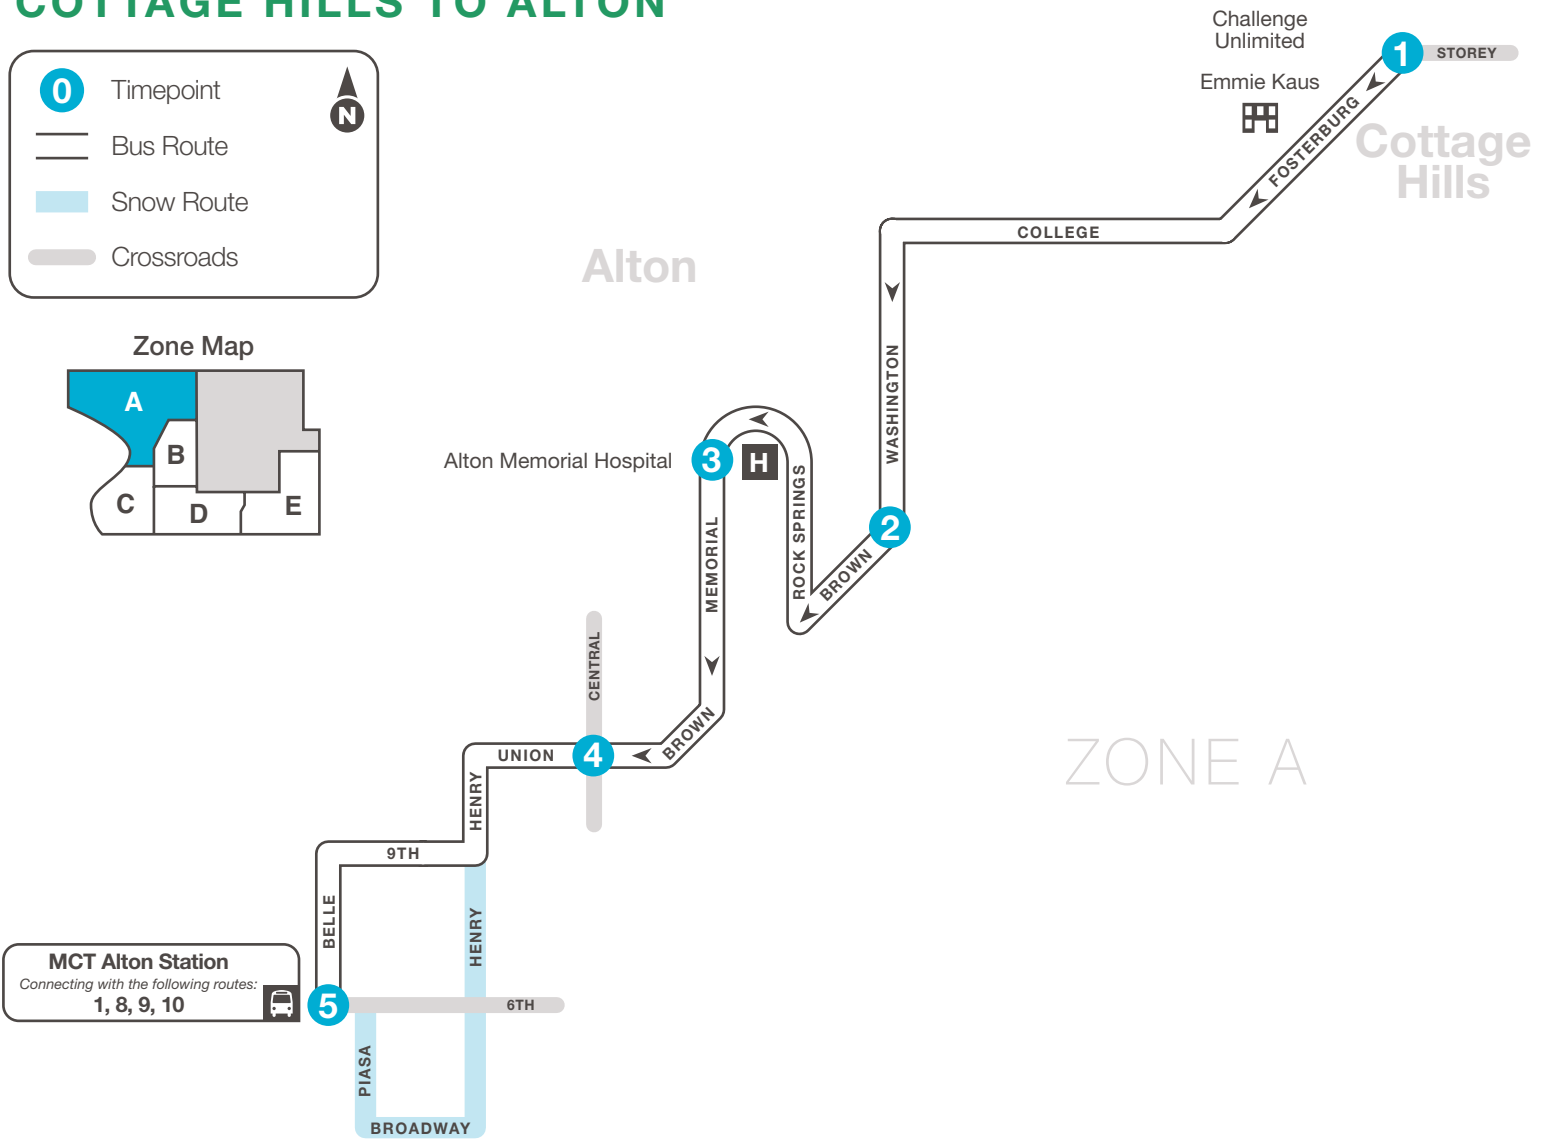 COTTAGE HILLS TO ALTON
0
Timepoint
N
Bus Route
Snow Route
Crossroads
Zone Map
A
B
C
D
E
Challenge
Unlimited
Emmie Kaus
1
STOREY
FOSTERBURG
Cottage
Hills
COLLEGE
Alton
WASHINGTON
Alton Memorial Hospital
3
H
ROCK SPRINGS
2
BROWN
MEMORIAL
CENTRAL
BROWN
UNION
4
ZONE A
HENRY
9TH
BELLE
HENRY
MCT Alton Station
Connecting with the following routes:
1, 8, 9, 10
5
6TH
PIASA
BROADWAY